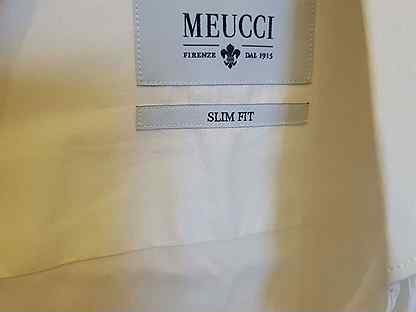 MEUCCI
FIRENZE DAL 1915
SLIM FIT